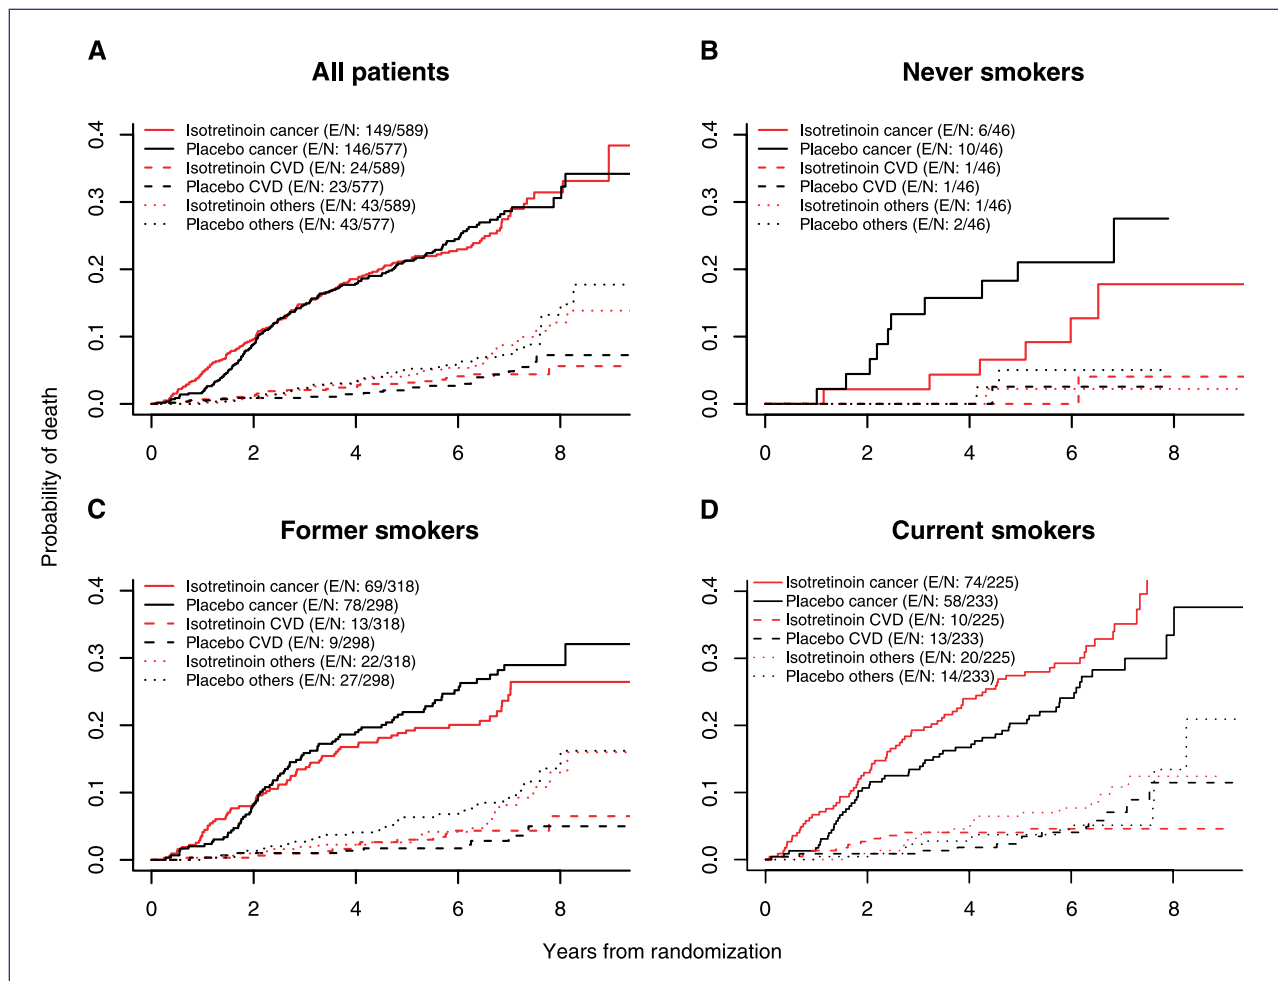 A
All patients
Isotretinoin cancer (E/N: 149/589)
Placebo cancer (E/N: 146/577)
Isotretinoin CVD (E/N: 24/589)
Placebo CVD (E/N: 23/577)
Isotretinoin others (E/N: 43/589)
Placebo others (E/N: 43/577)
0.4
0.3
0.2
0.1
0.0
0 2 4 6 8
B
Never smokers
Isotretinoin cancer (E/N: 6/46)
Placebo cancer (E/N: 10/46)
Isotretinoin CVD (E/N: 1/46)
Placebo CVD (E/N: 1/46)
Isotretinoin others (E/N: 1/46)
Placebo others (E/N: 2/46)
0.4
0.3
0.2
0.1
0.0
0 2 4 6 8
Probability of death
C
Former smokers
Isotretinoin cancer (E/N: 69/318)
Placebo cancer (E/N: 78/298)
Isotretinoin CVD (E/N: 13/318)
Placebo CVD (E/N: 9/298)
Isotretinoin others (E/N: 22/318)
Placebo others (E/N: 27/298)
0.4
0.3
0.2
0.1
0.0
0 2 4 6 8
D
Current smokers
Isotretinoin cancer (E/N: 74/225)
Placebo cancer (E/N: 58/233)
Isotretinoin CVD (E/N: 10/225)
Placebo CVD (E/N: 13/233)
Isotretinoin others (E/N: 20/225)
Placebo others (E/N: 14/233)
0.4
0.3
0.2
0.1
0.0
0 2 4 6 8
Years from randomization